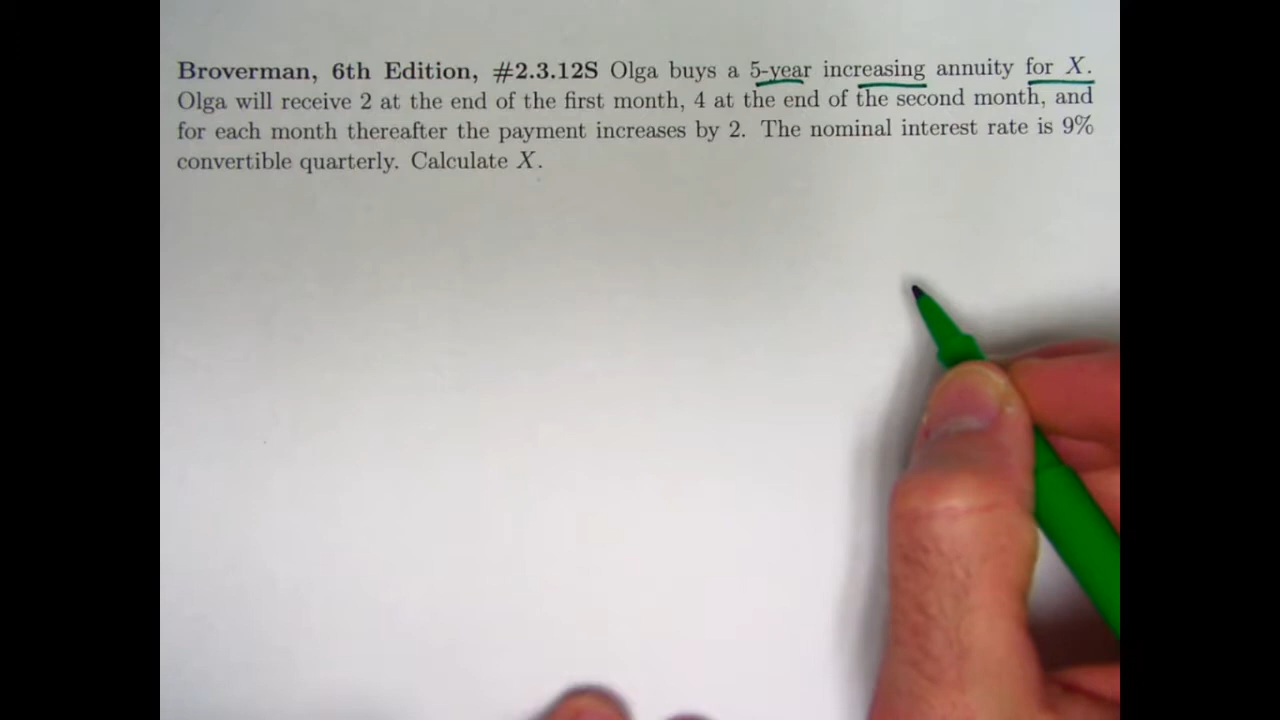 Broverman, 6th Edition, #2.3.12S Olga buys a 5-year increasing annuity for X.
Olga will receive 2 at the end of the first month, 4 at the end of the second month, and
for each month thereafter the payment increases by 2. The nominal interest rate is 9%
convertible quarterly. Calculate X.